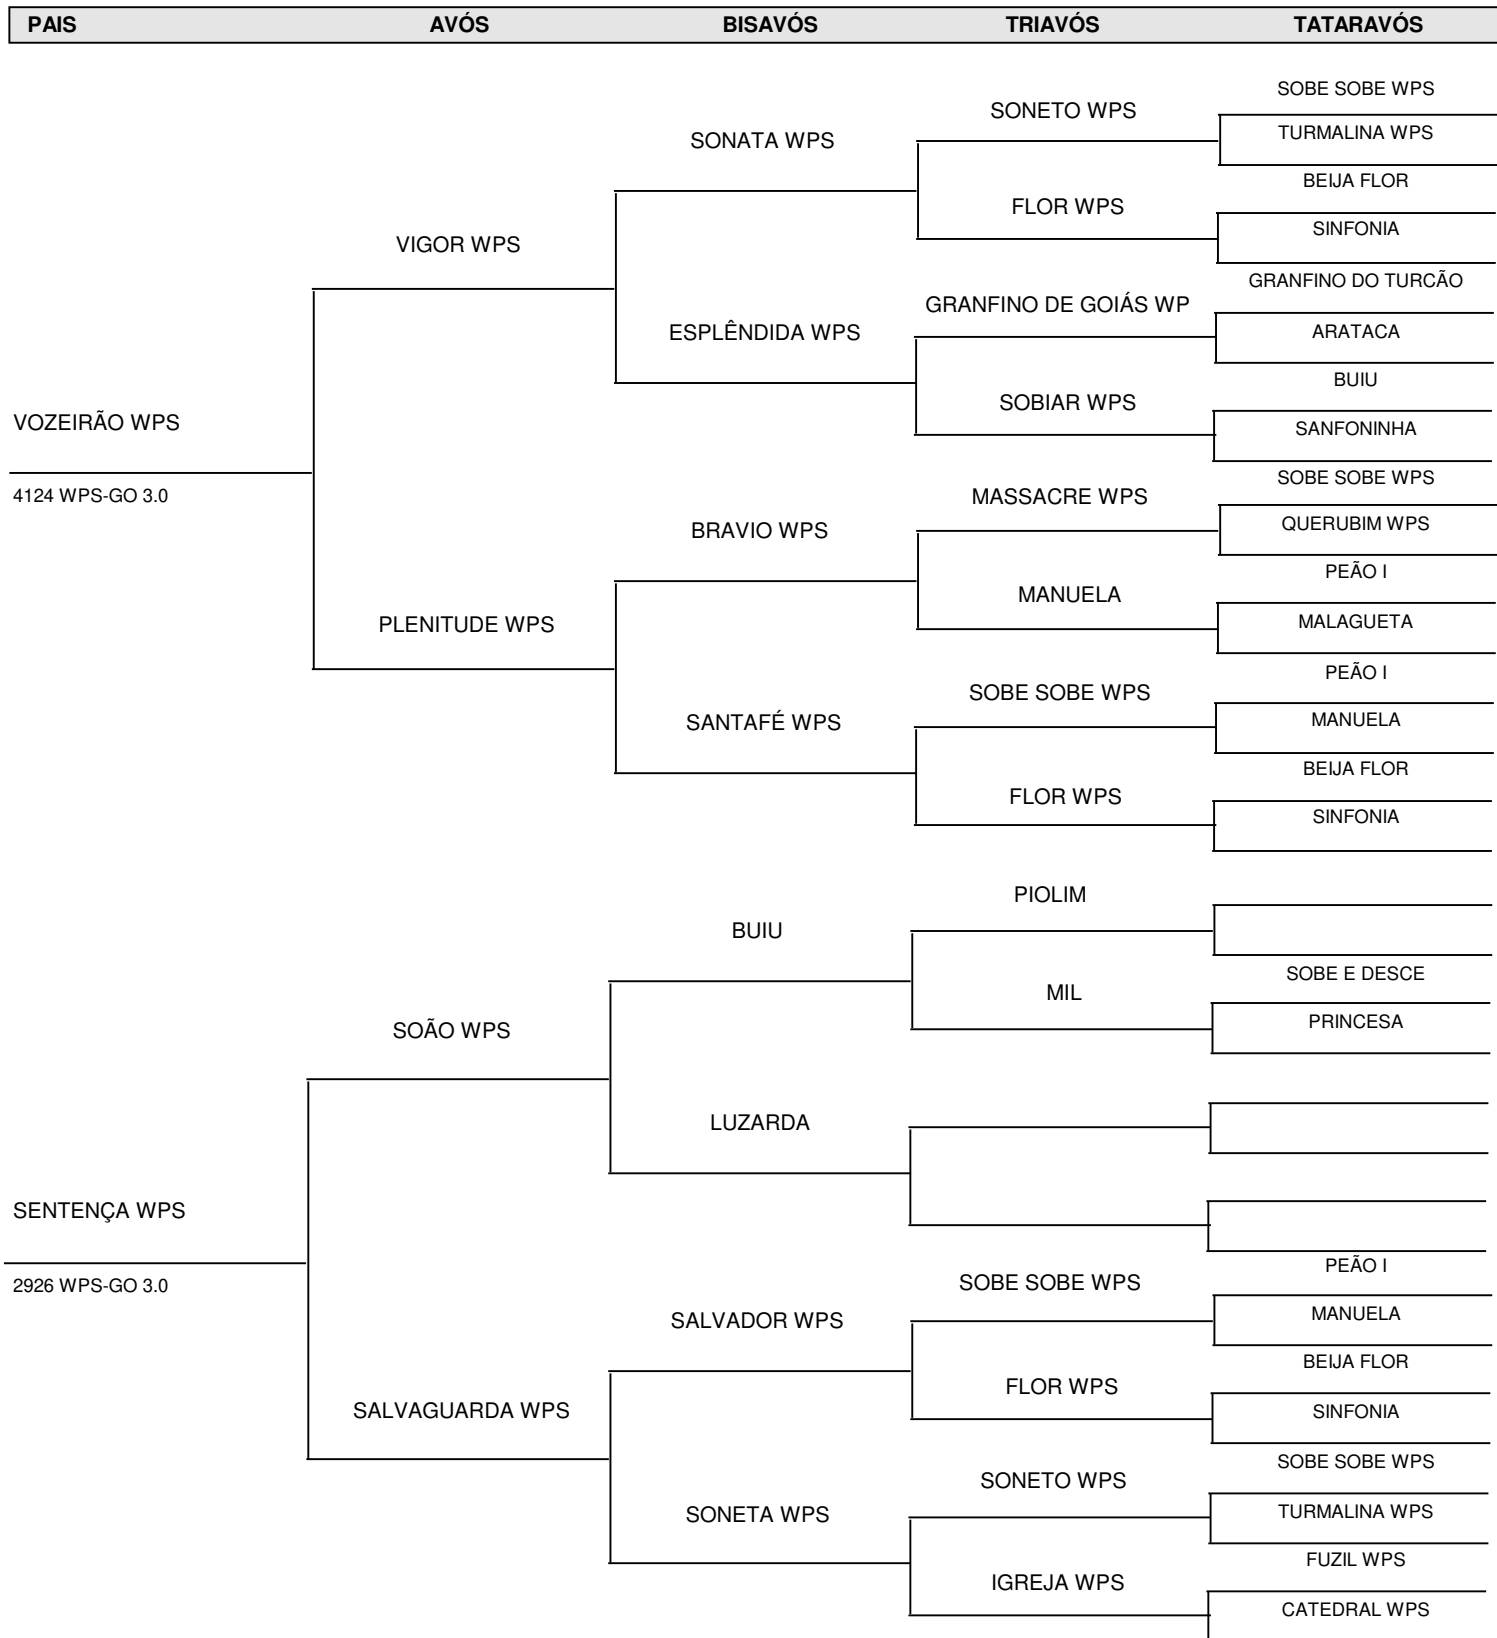 PAIS AVÓS BISAVÓS TRIAVÓS TATARAVÓS
SOBE SOBE WPS
SONETO WPS
TURMALINA WPS
SONATA WPS
BEIJA FLOR
FLOR WPS
SINFONIA
VIGOR WPS
GRANFINO DO TURCÃO
GRANFINO DE GOIÁS WP
ESPLÊNDIDA WPS
ARATACA
BUIU
SOBIAR WPS
VOZEIRÃO WPS
SANFONINHA
SOBE SOBE WPS
4124 WPS-GO 3.0
MASSACRE WPS
QUERUBIM WPS
BRAVIO WPS
PEÃO I
MANUELA
MALAGUETA
PLENITUDE WPS
PEÃO I
SOBE SOBE WPS
MANUELA
SANTAFÉ WPS
BEIJA FLOR
FLOR WPS
SINFONIA
PIOLIM
BUIU
SOBE E DESCE
MIL
PRINCESA
SOÃO WPS
LUZARDA
SENTENÇA WPS
PEÃO I
2926 WPS-GO 3.0
SOBE SOBE WPS
MANUELA
SALVADOR WPS
BEIJA FLOR
FLOR WPS
SALVAGUARDA WPS
SINFONIA
SOBE SOBE WPS
SONETO WPS
TURMALINA WPS
SONETA WPS
FUZIL WPS
IGREJA WPS
CATEDRAL WPS